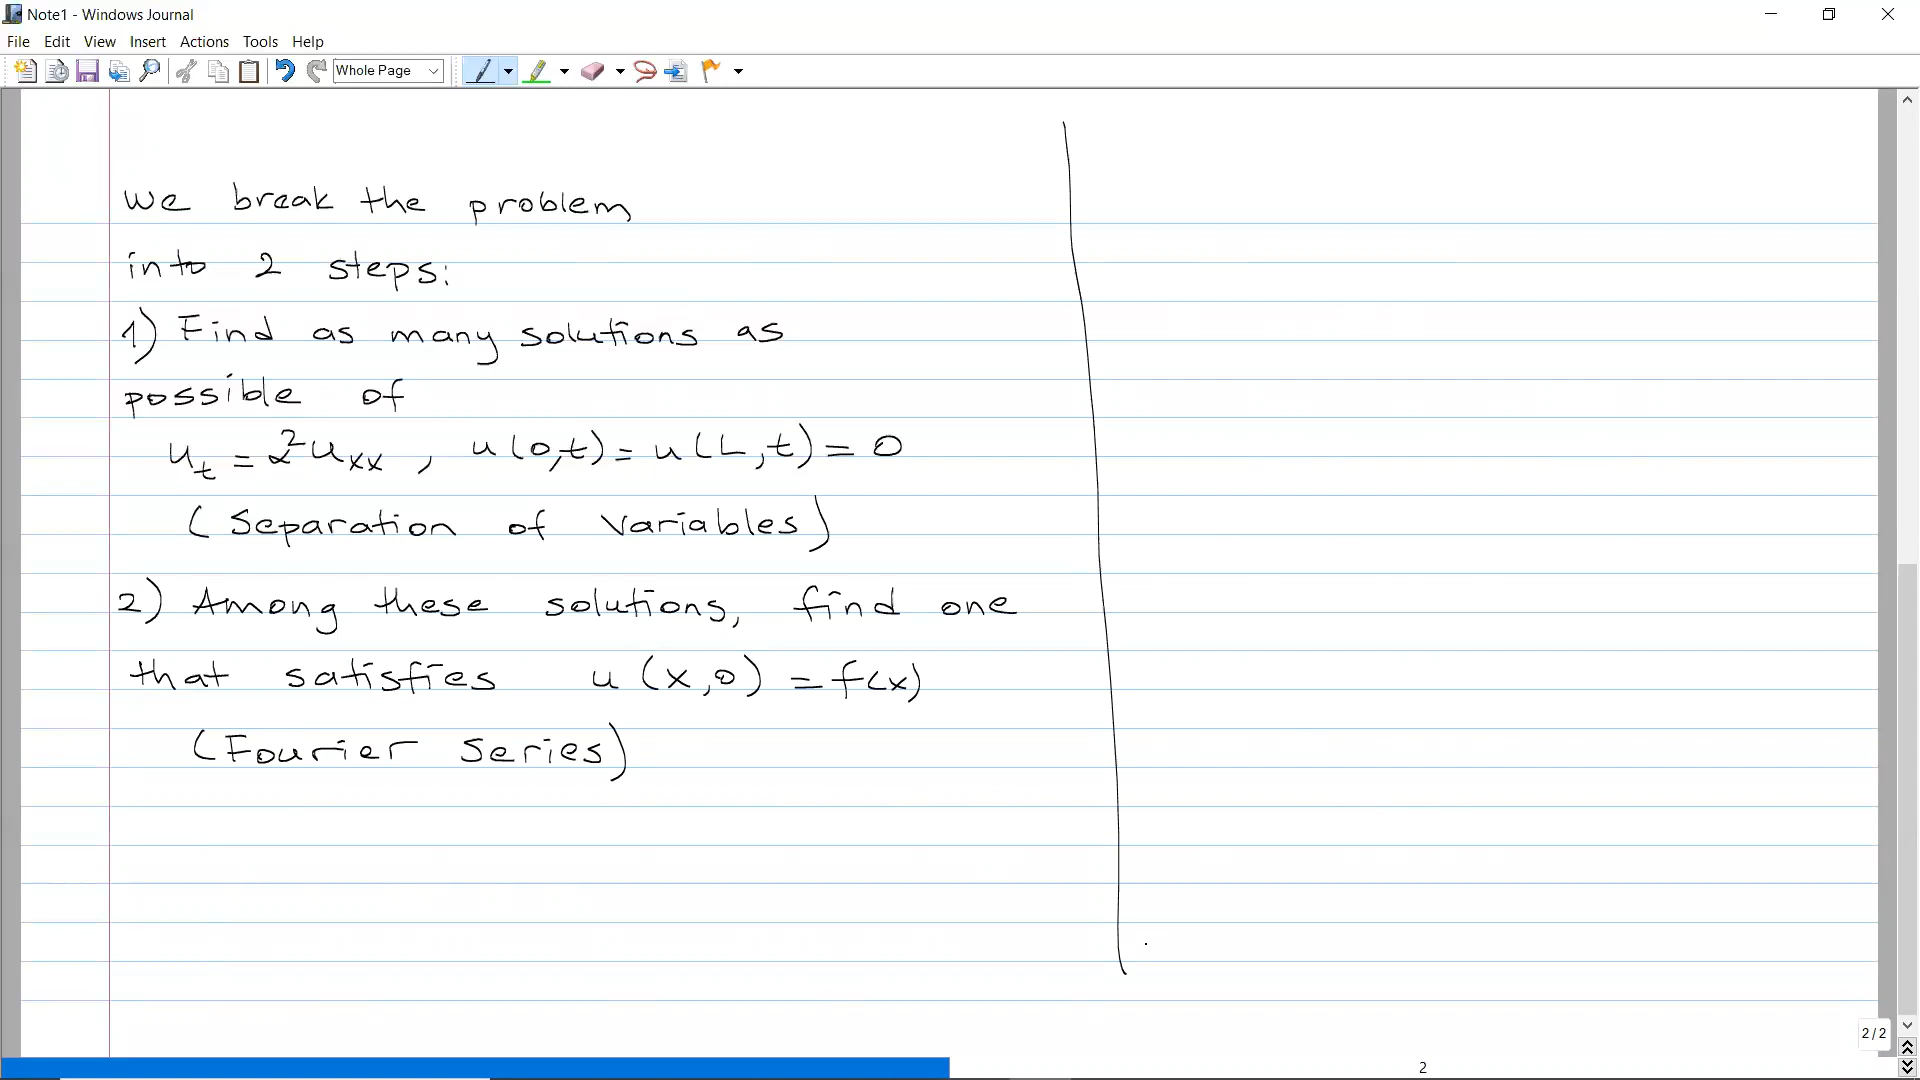 Note1 - Windows Journal
File Edit View Insert Actions Tools Help
Whole Page
We break the problem
into 2 steps:
1) Find as many solutions as
possible of
u_t = α²u_xx , u(0,t) = u(L,t) = 0
(Separation of Variables)
2) Among these solutions, find one
that satisfies u(x,0) = f(x)
(Fourier Series)
2/2
2